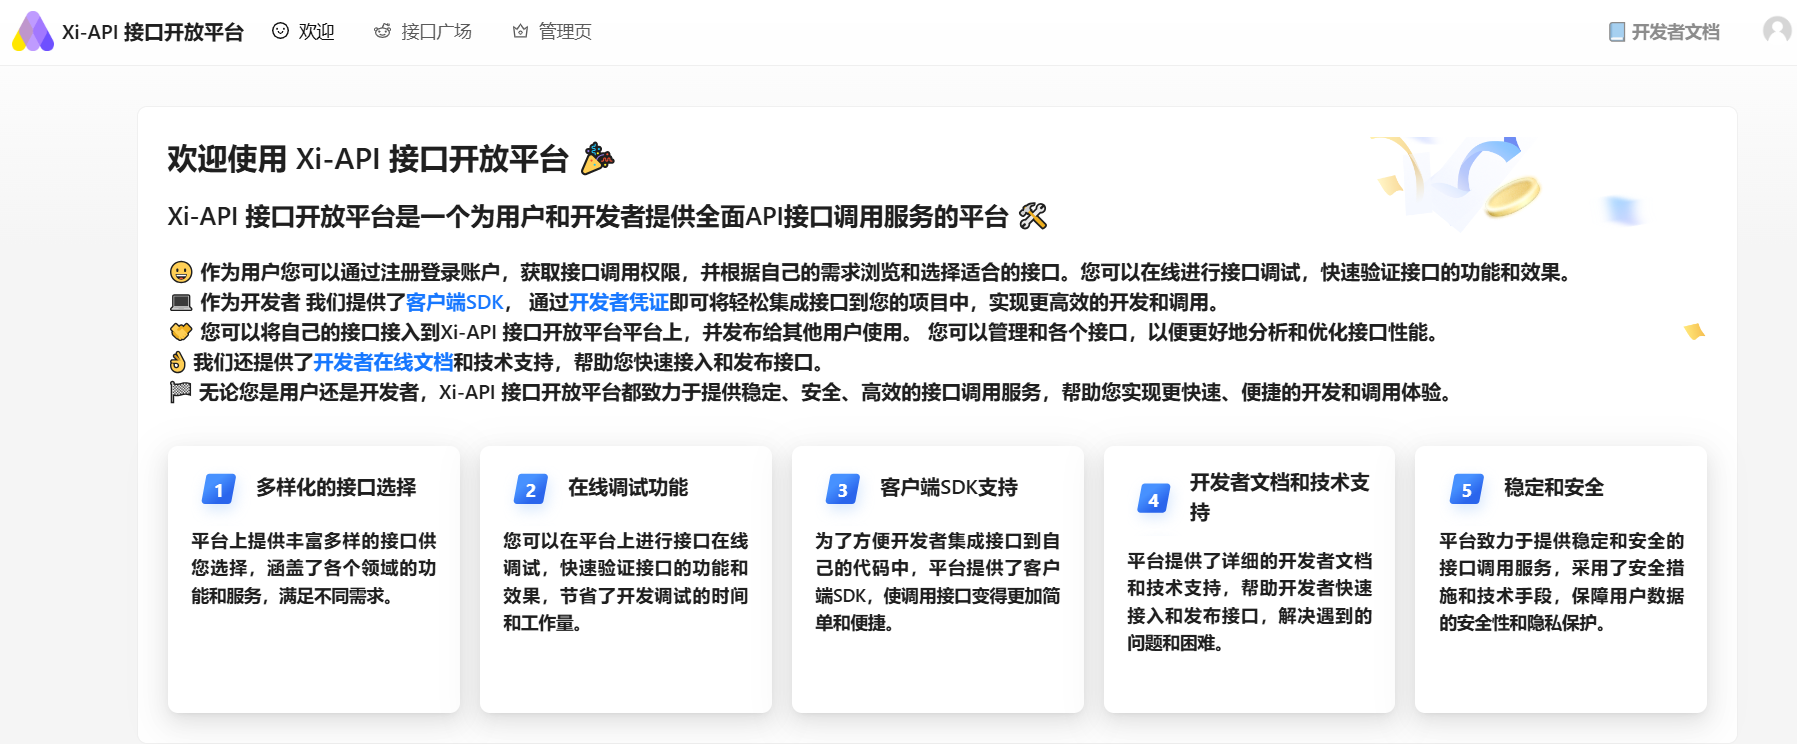 Xi-API 接口开放平台 欢迎 接口广场 管理页 开发者文档
欢迎使用 Xi-API 接口开放平台
Xi-API 接口开放平台是一个为用户和开发者提供全面API接口调用服务的平台
作为用户您可以通过注册登录账户，获取接口调用权限，并根据自己的需求浏览和选择适合的接口。您可以在线进行接口调试，快速验证接口的功能和效果。
作为开发者 我们提供了客户端SDK， 通过开发者凭证即可将轻松集成接口到您的项目中，实现更高效的开发和调用。
您可以将自己的接口接入到Xi-API 接口开放平台平台上，并发布给其他用户使用。 您可以管理和各个接口，以便更好地分析和优化接口性能。
我们还提供了开发者在线文档和技术支持，帮助您快速接入和发布接口。
无论您是用户还是开发者，Xi-API 接口开放平台都致力于提供稳定、安全、高效的接口调用服务，帮助您实现更快速、便捷的开发和调用体验。
1 多样化的接口选择
平台上提供丰富多样的接口供
您选择，涵盖了各个领域的功
能和服务，满足不同需求。
2 在线调试功能
您可以在平台上进行接口在线
调试，快速验证接口的功能和
效果，节省了开发调试的时间
和工作量。
3 客户端SDK支持
为了方便开发者集成接口到自
己的代码中，平台提供了客户
端SDK，使调用接口变得更加简
单和便捷。
4 开发者文档和技术支
持
平台提供了详细的开发者文档
和技术支持，帮助开发者快速
接入和发布接口，解决遇到的
问题和困难。
5 稳定和安全
平台致力于提供稳定和安全的
接口调用服务，采用了安全措
施和技术手段，保障用户数据
的安全性和隐私保护。